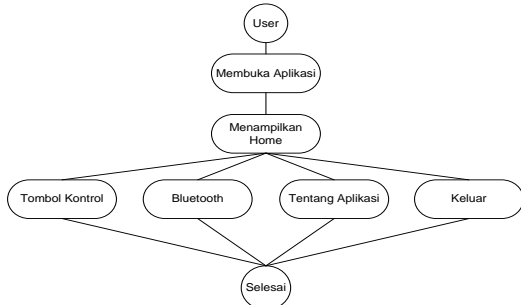 User
Membuka Aplikasi
Menampilkan
Home
Tombol Kontrol
Bluetooth
Tentang Aplikasi
Keluar
Selesai